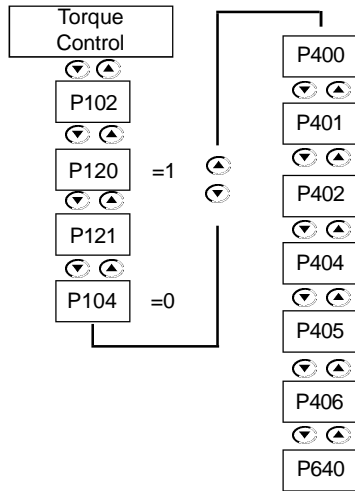 Torque
Control
P102
P120 =1
P121
P104 =0
P400
P401
P402
P404
P405
P406
P640